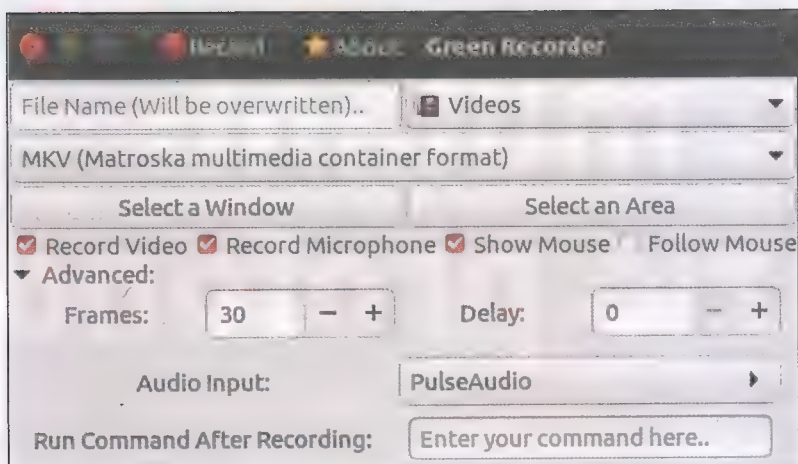 Record About Green Recorder
File Name (Will be overwritten).. Videos
MKV (Matroska multimedia container format)
Select a Window Select an Area
Record Video Record Microphone Show Mouse Follow Mouse
Advanced:
Frames: 30 - + Delay: 0 - +
Audio Input: PulseAudio
Run Command After Recording: Enter your command here..